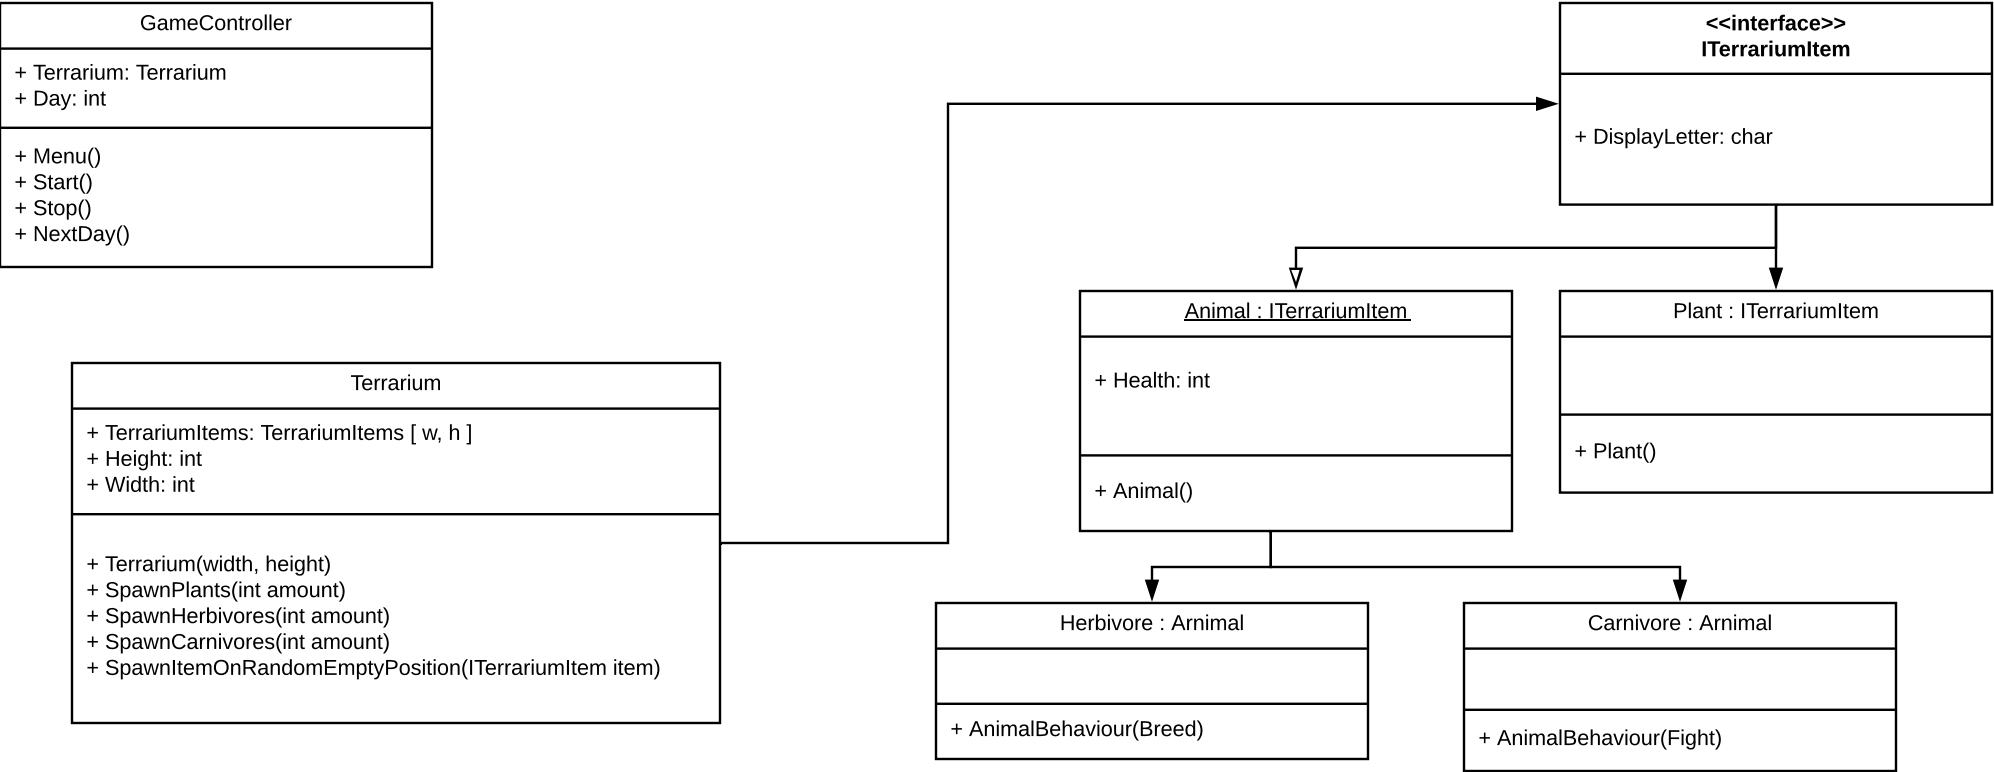 GameController
+ Terrarium: Terrarium
+ Day: int
+ Menu()
+ Start()
+ Stop()
+ NextDay()
<<interface>>
ITerrariumItem
+ DisplayLetter: char
Animal : ITerrariumItem
+ Health: int
+ Animal()
Plant : ITerrariumItem
+ Plant()
Terrarium
+ TerrariumItems: TerrariumItems [ w, h ]
+ Height: int
+ Width: int
+ Terrarium(width, height)
+ SpawnPlants(int amount)
+ SpawnHerbivores(int amount)
+ SpawnCarnivores(int amount)
+ SpawnItemOnRandomEmptyPosition(ITerrariumItem item)
Herbivore : Arnimal
+ AnimalBehaviour(Breed)
Carnivore : Arnimal
+ AnimalBehaviour(Fight)